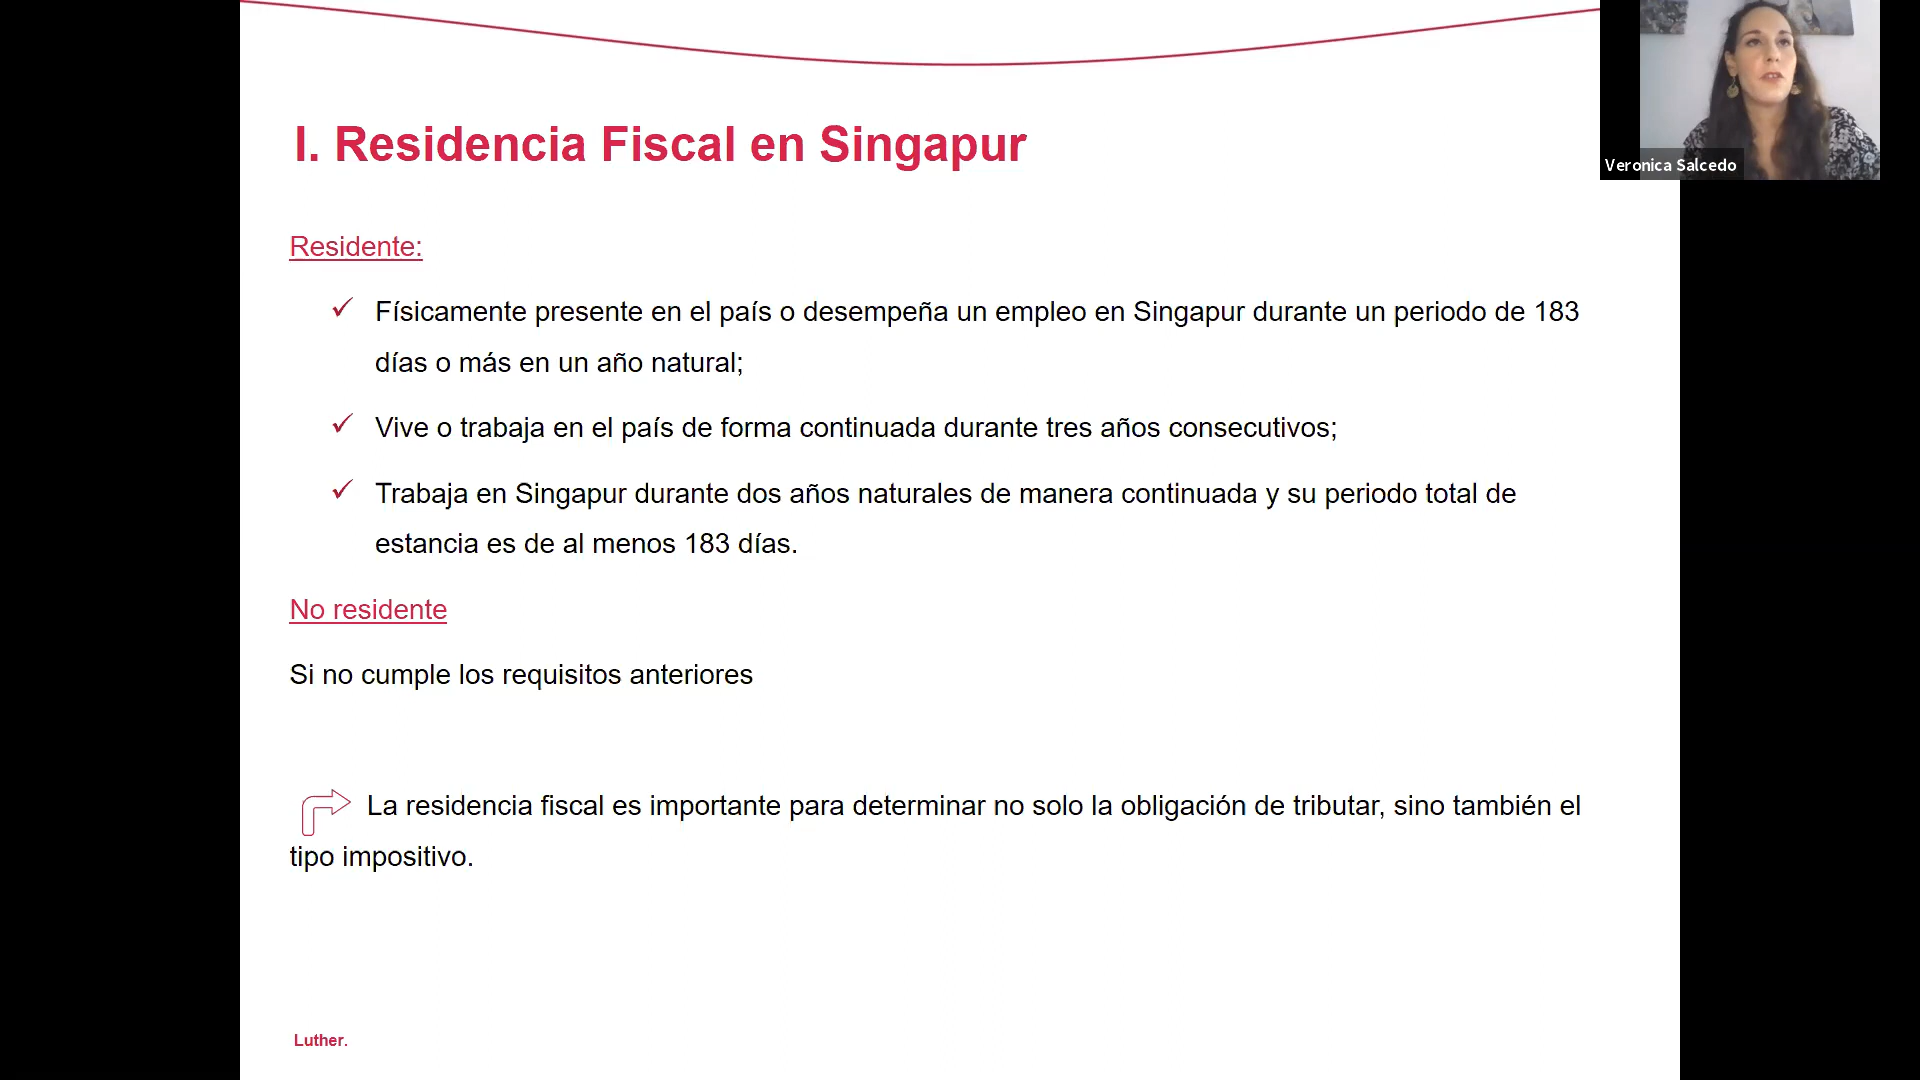 I. Residencia Fiscal en Singapur
Veronica Salcedo
Residente:
Físicamente presente en el país o desempeña un empleo en Singapur durante un periodo de 183
días o más en un año natural;
Vive o trabaja en el país de forma continuada durante tres años consecutivos;
Trabaja en Singapur durante dos años naturales de manera continuada y su periodo total de
estancia es de al menos 183 días.
No residente
Si no cumple los requisitos anteriores
La residencia fiscal es importante para determinar no solo la obligación de tributar, sino también el
tipo impositivo.
Luther.